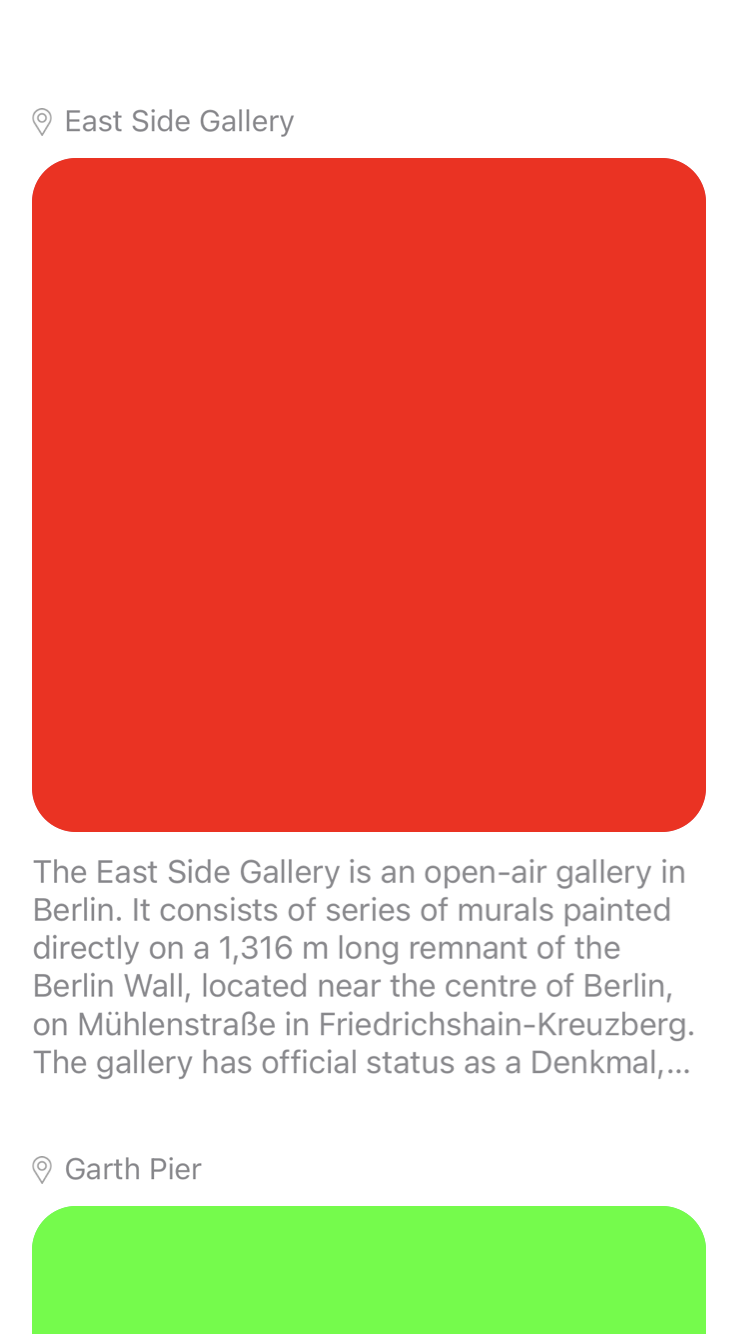 East Side Gallery
The East Side Gallery is an open-air gallery in
Berlin. It consists of series of murals painted
directly on a 1,316 m long remnant of the
Berlin Wall, located near the centre of Berlin,
on Mühlenstraße in Friedrichshain-Kreuzberg.
The gallery has official status as a Denkmal,...
Garth Pier